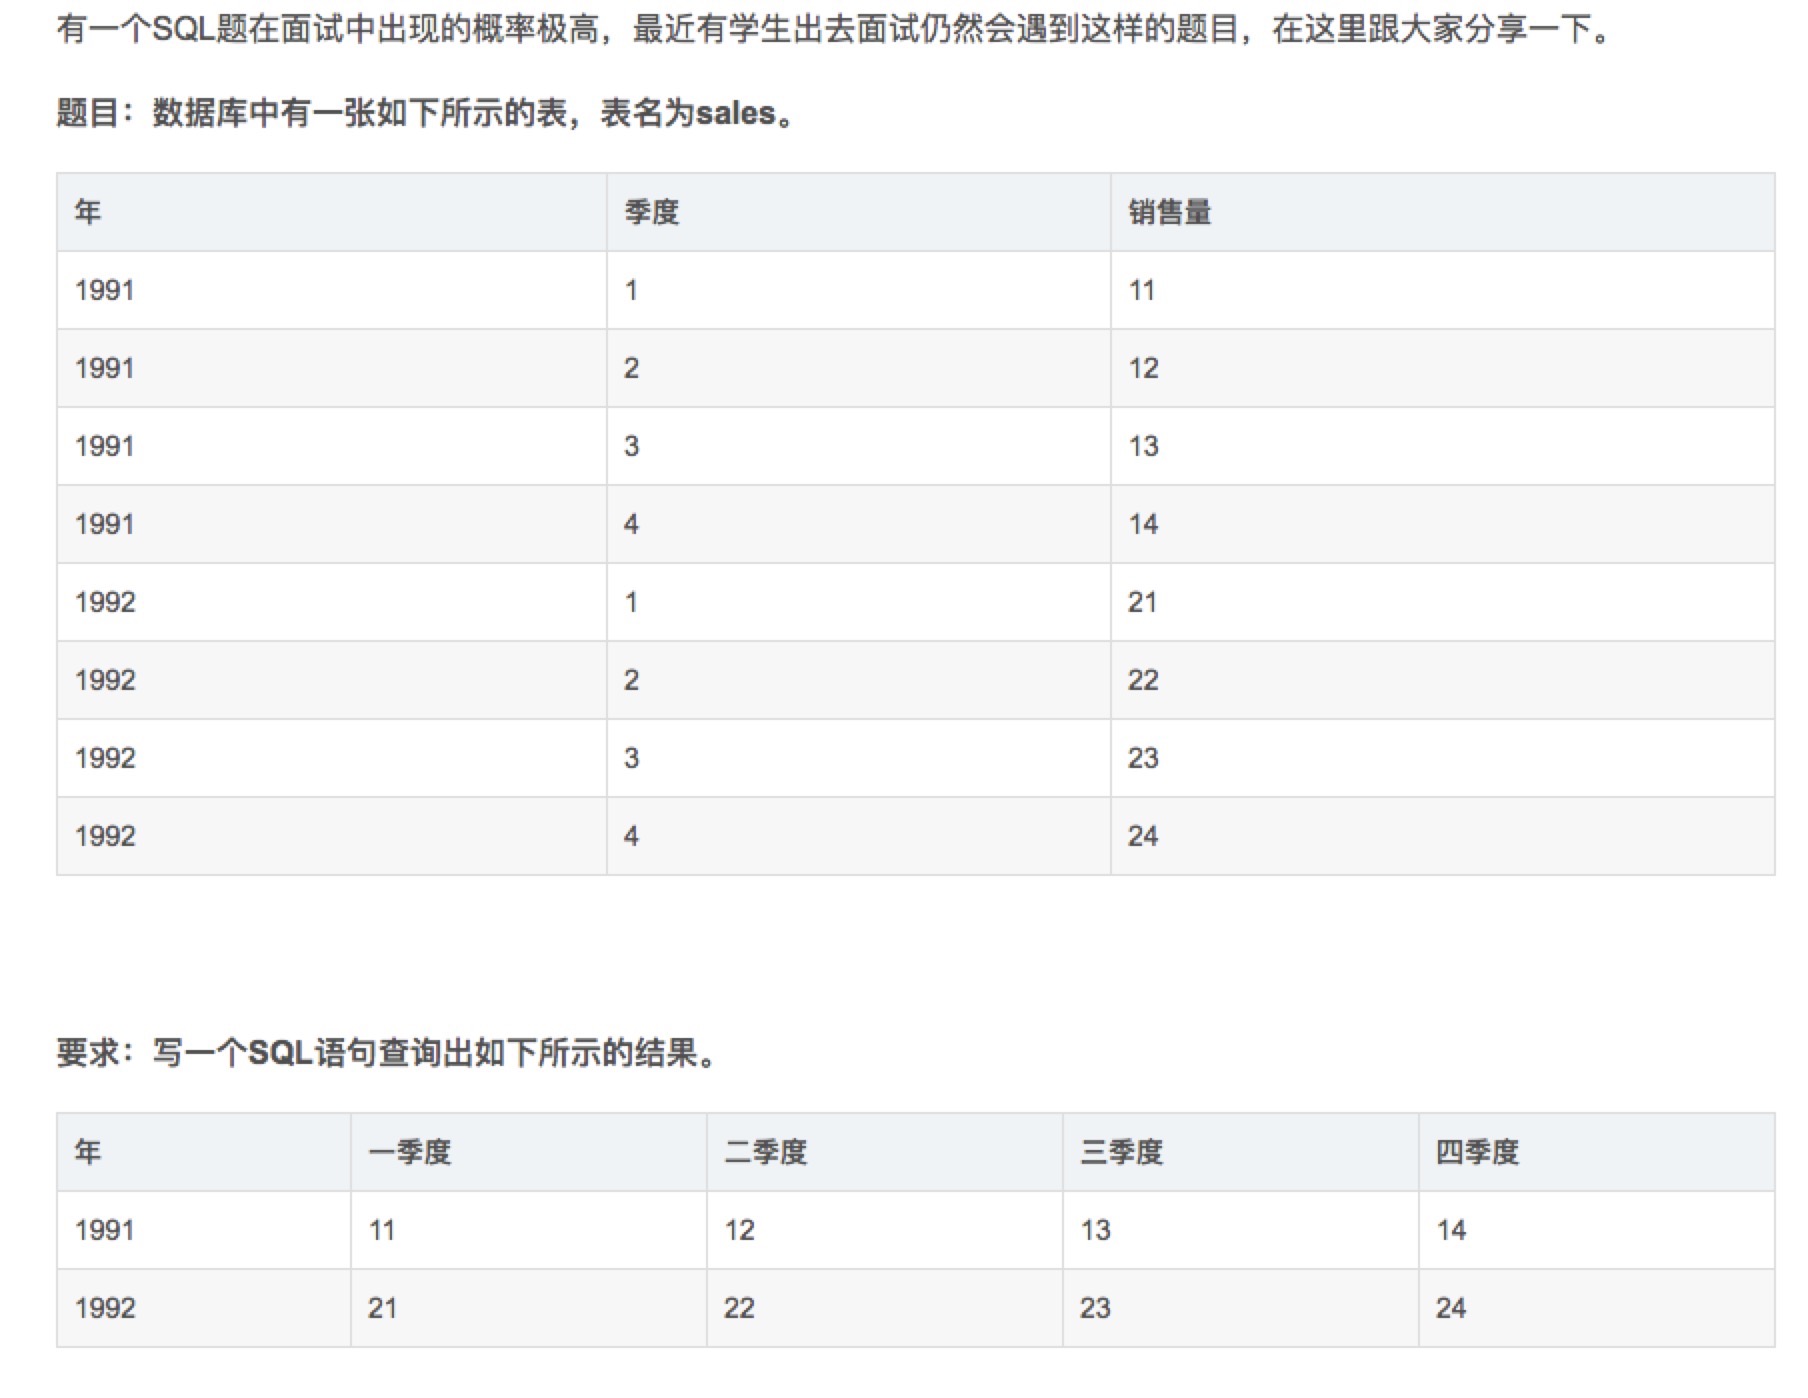 有一个SQL题在面试中出现的概率极高，最近有学生出去面试仍然会遇到这样的题目，在这里跟大家分享一下。
题目：数据库中有一张如下所示的表，表名为sales。
年 季度 销售量
1991 1 11
1991 2 12
1991 3 13
1991 4 14
1992 1 21
1992 2 22
1992 3 23
1992 4 24
要求：写一个SQL语句查询出如下所示的结果。
年 一季度 二季度 三季度 四季度
1991 11 12 13 14
1992 21 22 23 24